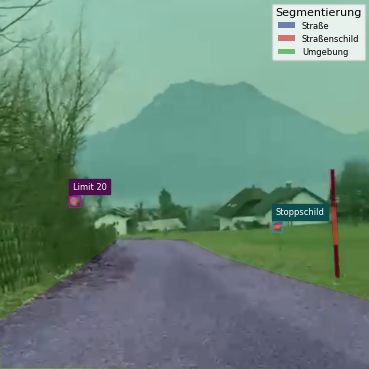 Segmentierung
Straße
Straßenschild
Umgebung
Limit 20
Stoppschild